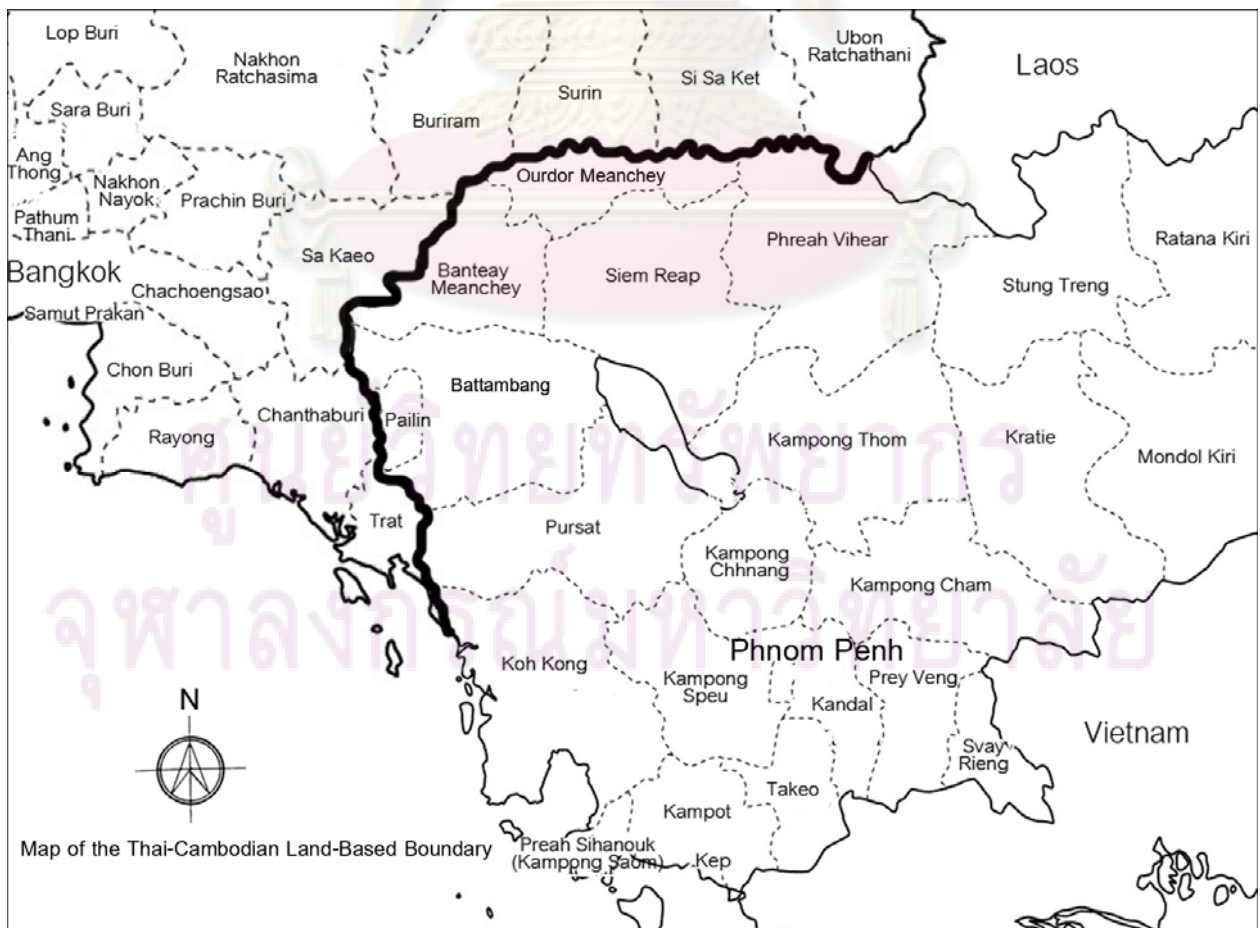 Lop Buri
Nakhon
Ratchasima
Sara Buri
Ang
Thong
Nakhon
Nayok
Pathum
Thani
Prachin Buri
Bangkok
Samut Prakan
Chachoengsao
Sa Kaeo
Chon Buri
Rayong
Chanthaburi
Trat
Buriram
Surin
Si Sa Ket
Ubon
Ratchathani
Laos
Ourdor Meanchey
Banteay
Meanchey
Siem Reap
Phreah Vihear
Stung Treng
Ratana Kiri
Battambang
Pailin
Kampong Thom
Kratie
Mondol Kiri
Pursat
Kampong
Chhnang
Kampong Cham
Koh Kong
Kampong
Speu
Phnom Penh
Kandal
Prey Veng
Svay
Rieng
Takeo
Kampot
Preah Sihanouk
(Kampong Saom)
Kep
Vietnam
ศูนย์วิทยทรัพยากร
จุฬาลงกรณ์มหาวิทยาลัย
N
Map of the Thai-Cambodian Land-Based Boundary